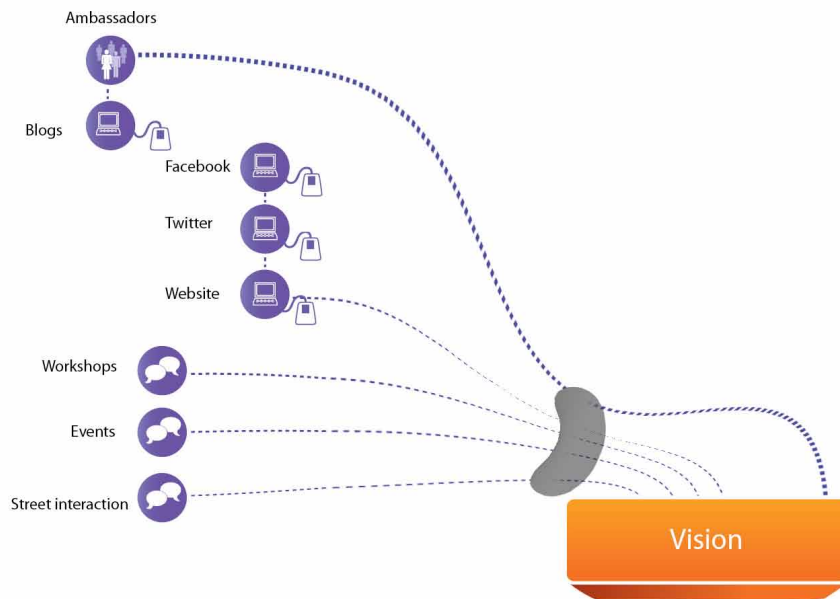 Ambassadors
Blogs
Facebook
Twitter
Website
Workshops
Events
Street interaction
Vision